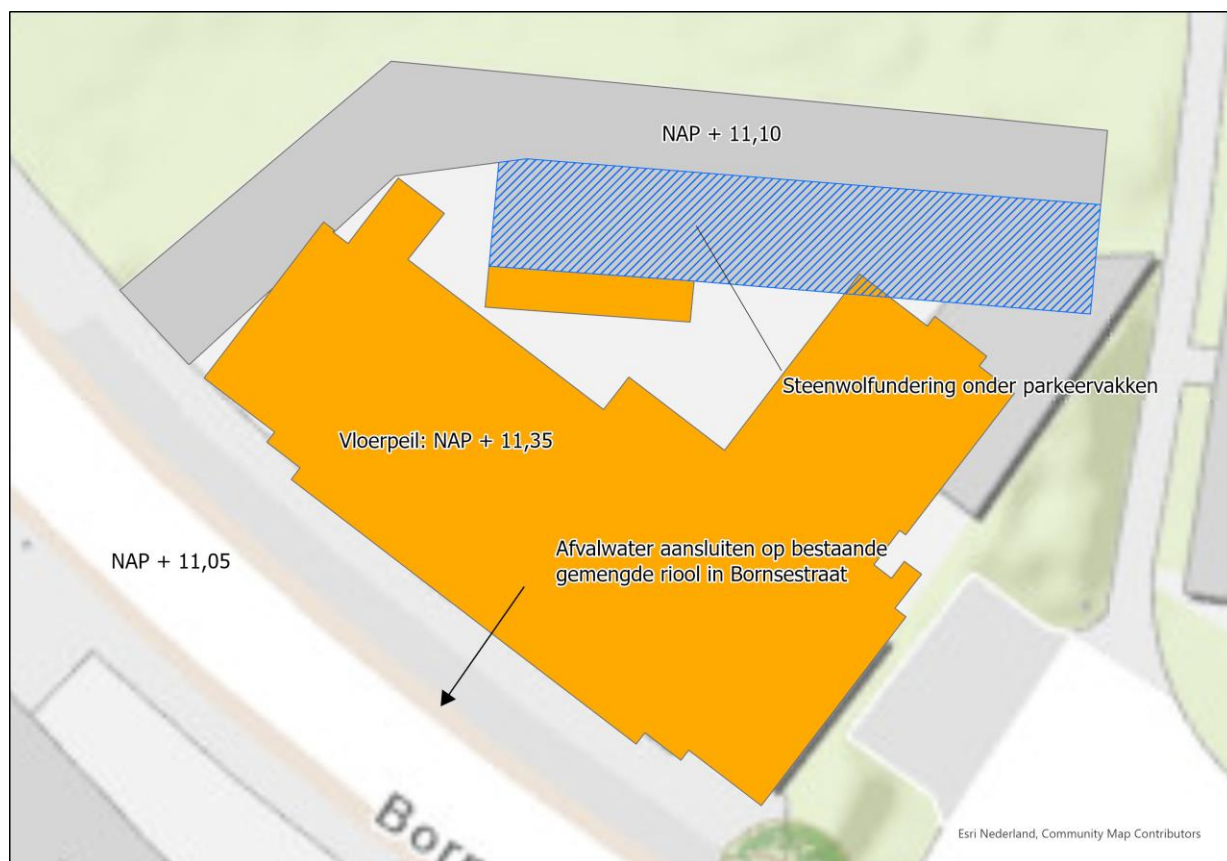 NAP + 11,10
Steenwolfundering onder parkeervakken
Vloerpeil: NAP + 11,35
Afvalwater aansluiten op bestaande
gemengde riool in Bornsestraat
NAP + 11,05
Born
Esri Nederland, Community Map Contributors